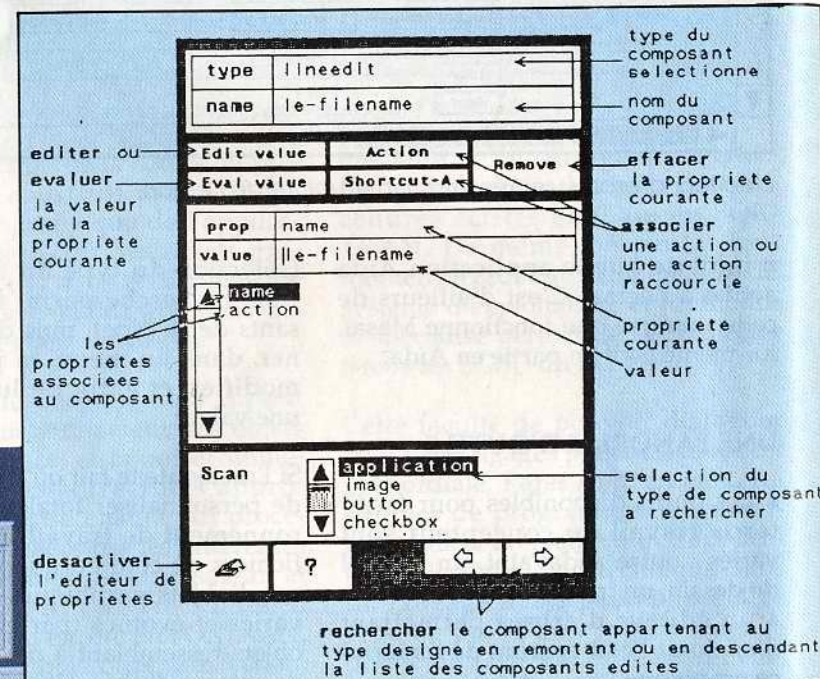 type du
composant
selectionne
nom du
composant
type lineedit
name le-filename
editer ou
evaluer
la valeur
de la
propriete
courante
Edit value Action Remove
Eval value Shortcut-A
effacer
la propriete
courante
associer
une action ou
une action
raccourcie
propriete
courante
valeur
prop name
value le-filename
name
action
les
proprietes
associees
au composant
Scan
application
image
button
checkbox
selection du
type de composant
a rechercher
desactiver
l'editeur de
proprietes
?
rechercher le composant appartenant au
type designe en remontant ou en descendant
la liste des composants edites